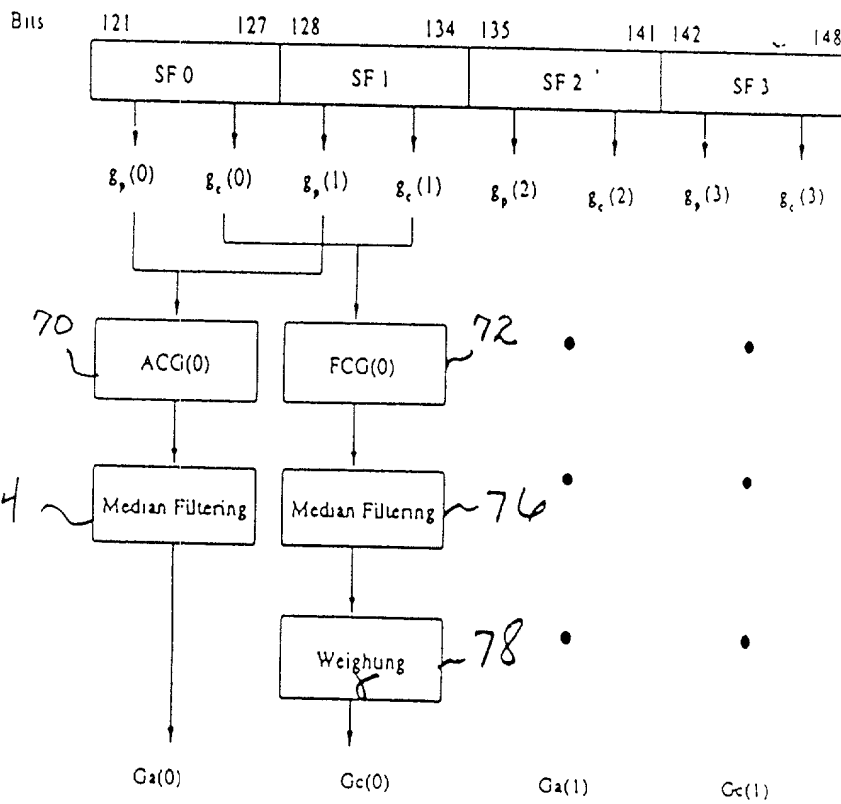 Bits 121 127 128 134 135 141 142 148
SF 0 SF 1 SF 2 SF 3
g_p(0) g_c(0) g_p(1) g_c(1) g_p(2) g_c(2) g_p(3) g_c(3)
70 72
ACG(0) FCG(0)
4 76
Median Filtering Median Filtering
78
Weighung
Ga(0) Gc(0) Ga(1) Gc(1)